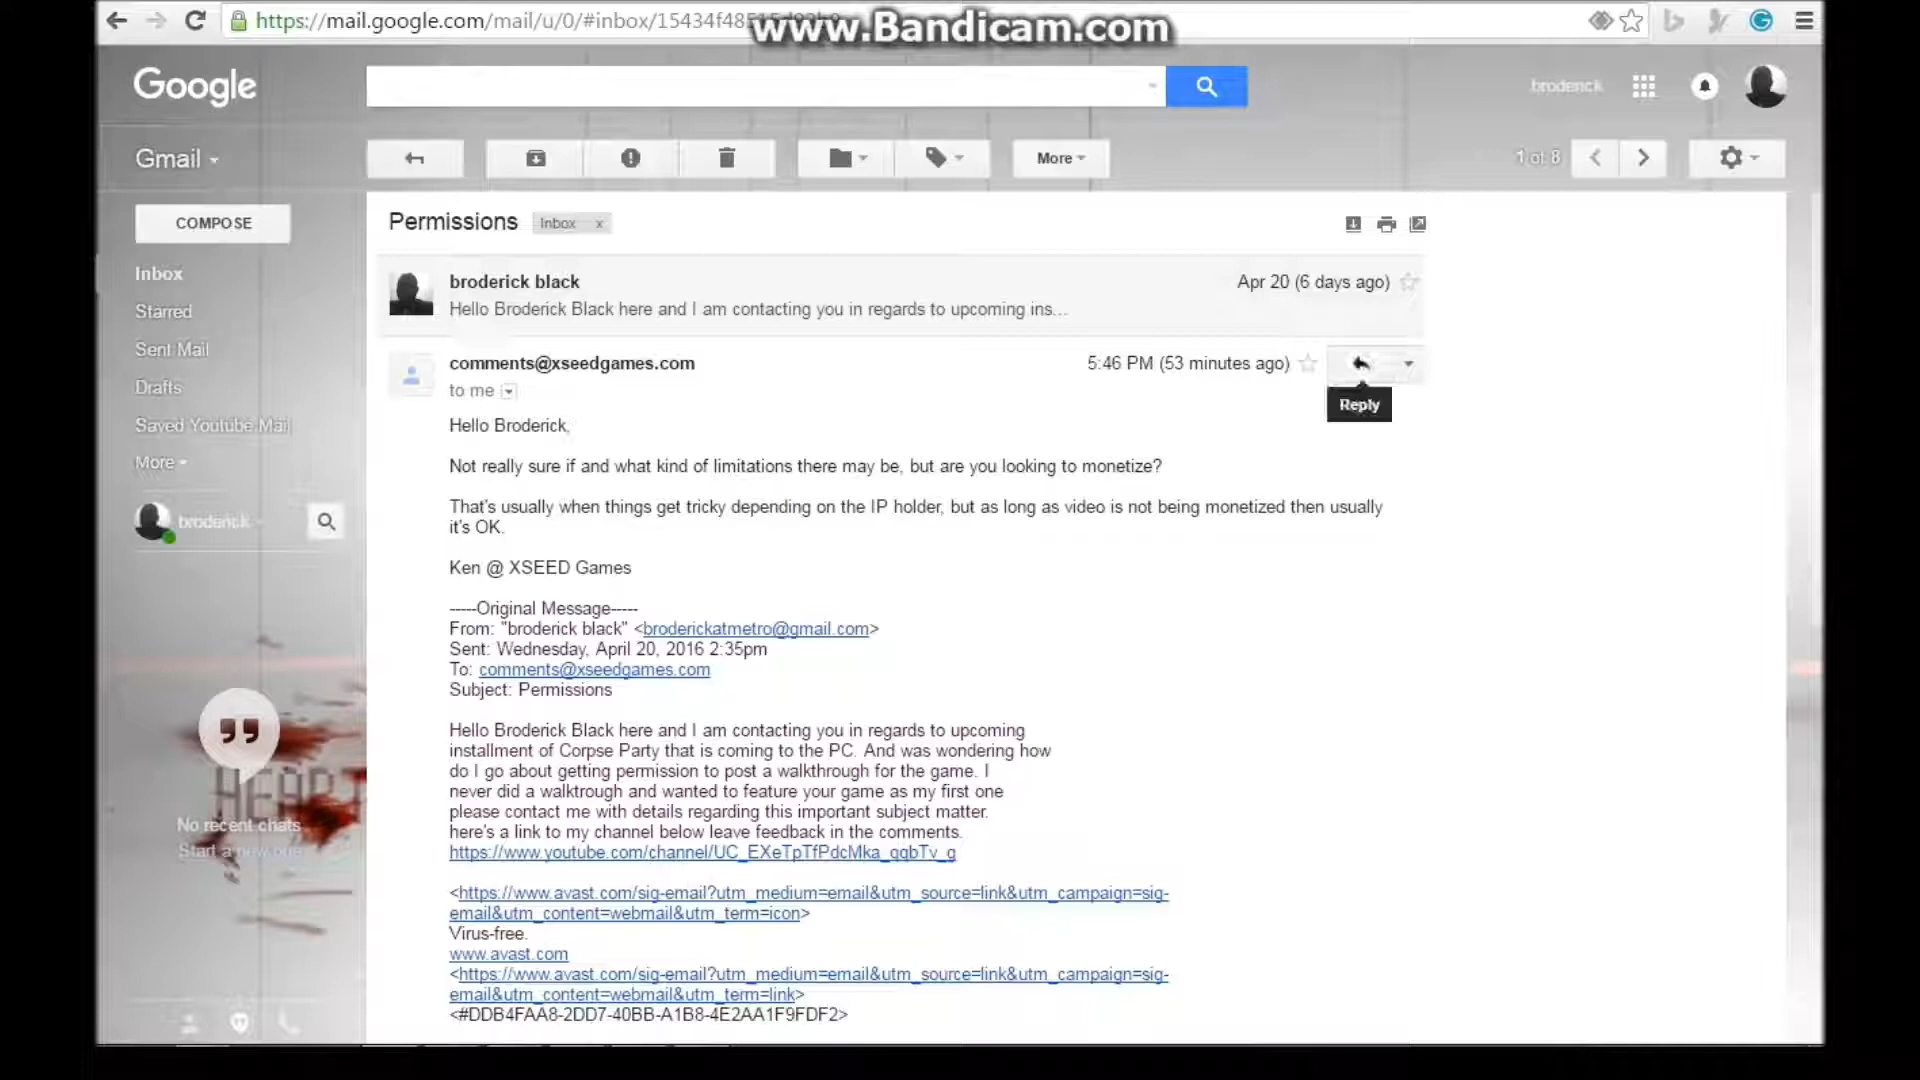 https://mail.google.com/mail/u/0/#inbox/15434f48
www.Bandicam.com
Google
broderick
Gmail
More
1 of 8
COMPOSE
Permissions
Inbox x
Inbox
Starred
Sent Mail
Drafts
Saved Youtube Mail
More
broderick
broderick black
Apr 20 (6 days ago)
Hello Broderick Black here and I am contacting you in regards to upcoming ins...
comments@xseedgames.com
5:46 PM (53 minutes ago)
to me
Reply
Hello Broderick,
Not really sure if and what kind of limitations there may be, but are you looking to monetize?
That's usually when things get tricky depending on the IP holder, but as long as video is not being monetized then usually
it's OK.
Ken @ XSEED Games
-----Original Message-----
From: "broderick black" <broderickatmetro@gmail.com>
Sent: Wednesday, April 20, 2016 2:35pm
To: comments@xseedgames.com
Subject: Permissions
Hello Broderick Black here and I am contacting you in regards to upcoming
installment of Corpse Party that is coming to the PC. And was wondering how
do I go about getting permission to post a walkthrough for the game. I
never did a walktrough and wanted to feature your game as my first one
please contact me with details regarding this important subject matter.
here's a link to my channel below leave feedback in the comments.
https://www.youtube.com/channel/UC_EXeTpTfPdcMka_qqbTv_g
<https://www.avast.com/sig-email?utm_medium=email&utm_source=link&utm_campaign=sig-
email&utm_content=webmail&utm_term=icon>
Virus-free.
www.avast.com
<https://www.avast.com/sig-email?utm_medium=email&utm_source=link&utm_campaign=sig-
email&utm_content=webmail&utm_term=link>
<#DDB4FAA8-2DD7-40BB-A1B8-4E2AA1F9FDF2>
HEART
No recent chats
Start a new one